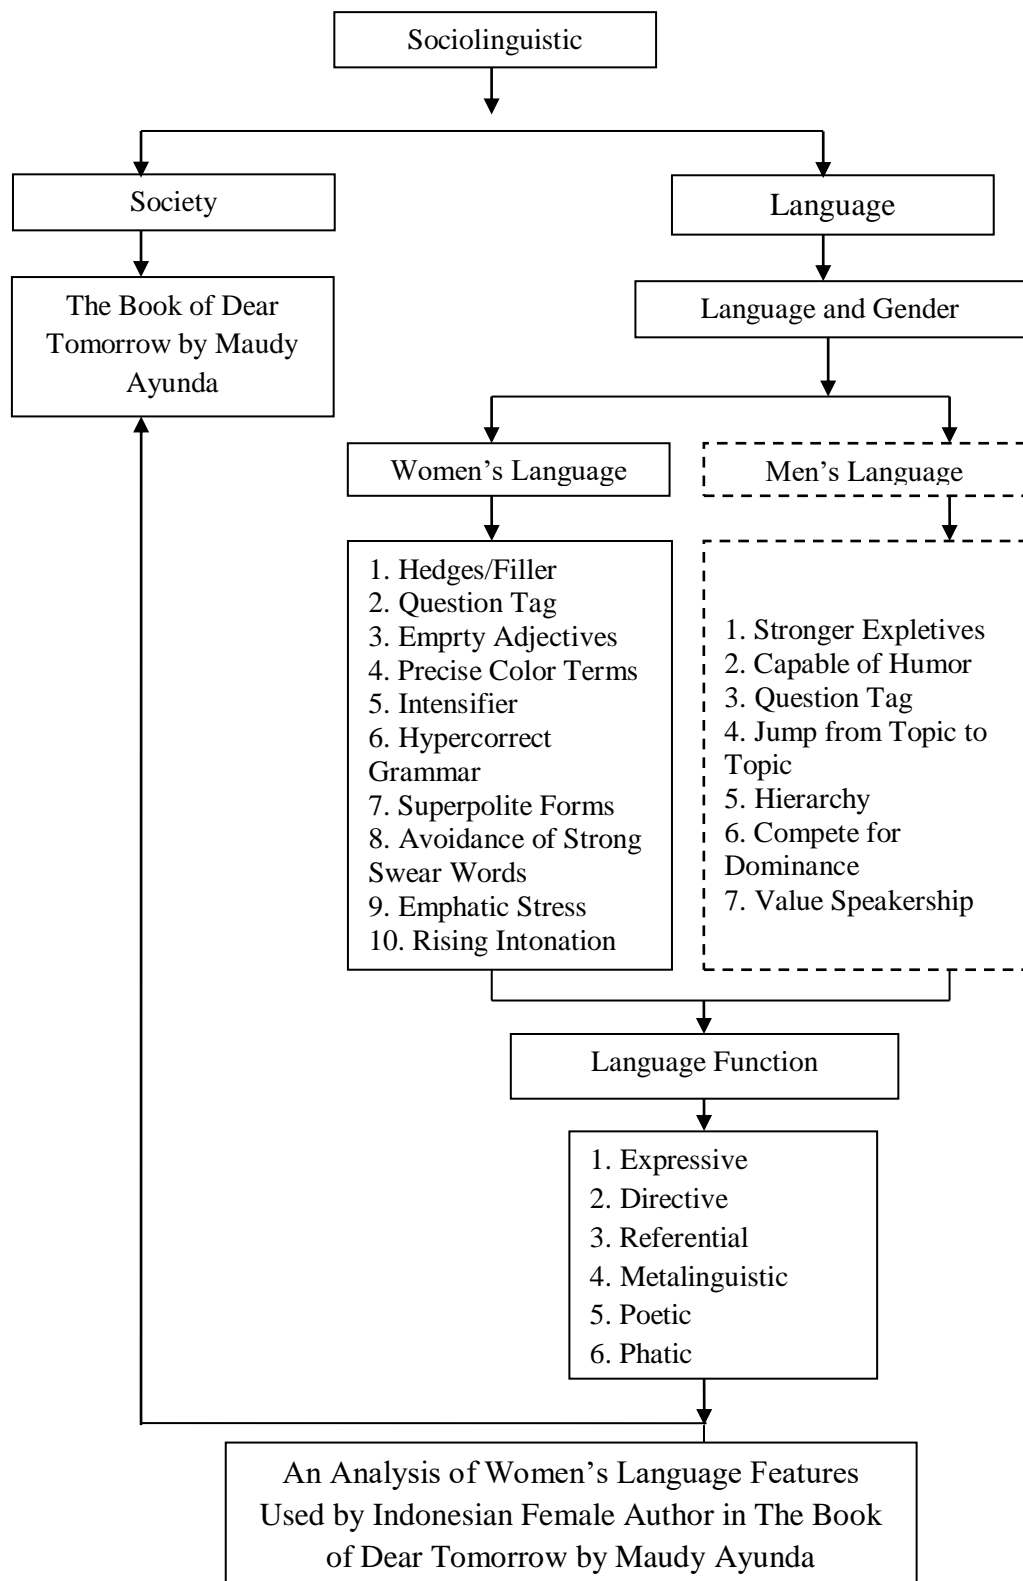 Sociolinguistic
Society
Language
The Book of Dear
Tomorrow by Maudy
Ayunda
Language and Gender
Women’s Language
Men’s Language
1. Hedges/Filler
2. Question Tag
3. Emprty Adjectives
4. Precise Color Terms
5. Intensifier
6. Hypercorrect
Grammar
7. Superpolite Forms
8. Avoidance of Strong
Swear Words
9. Emphatic Stress
10. Rising Intonation
1. Stronger Expletives
2. Capable of Humor
3. Question Tag
4. Jump from Topic to
Topic
5. Hierarchy
6. Compete for
Dominance
7. Value Speakership
Language Function
1. Expressive
2. Directive
3. Referential
4. Metalinguistic
5. Poetic
6. Phatic
An Analysis of Women’s Language Features
Used by Indonesian Female Author in The Book
of Dear Tomorrow by Maudy Ayunda